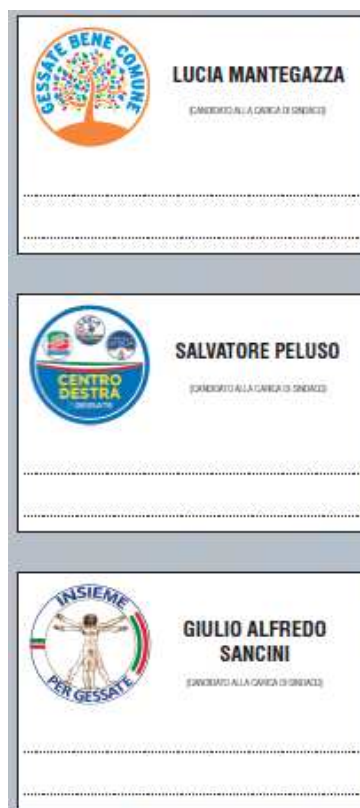 GESSATE BENE COMUNE
LUCIA MANTEGAZZA
(CANDIDATO ALLA CARICA DI SINDACO)
CENTRO
DESTRA
GESSATE
SALVATORE PELUSO
(CANDIDATO ALLA CARICA DI SINDACO)
INSIEME
PER GESSATE
GIULIO ALFREDO
SANCINI
(CANDIDATO ALLA CARICA DI SINDACO)